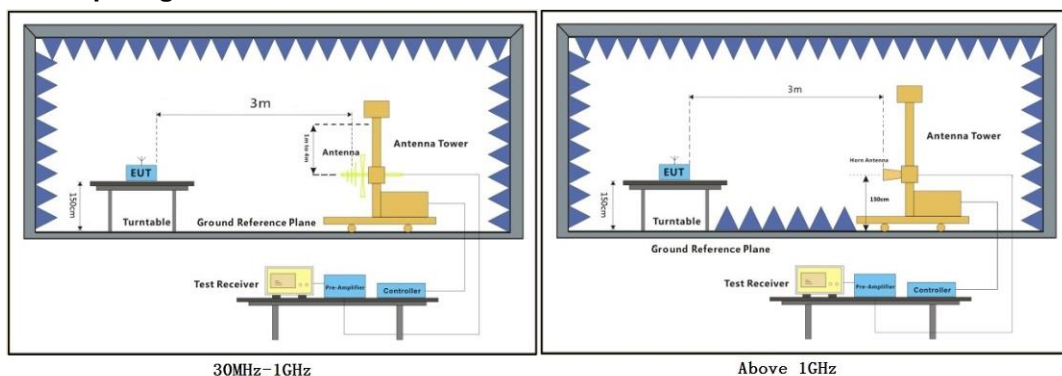 3m
Antenna
1m to 4m
Antenna Tower
EUT
150cm
Turntable
Ground Reference Plane
Test Receiver
Pre-Amplifier
Controller
30MHz-1GHz
3m
Antenna Tower
Horn Antenna
EUT
150cm
150cm
Turntable
Ground Reference Plane
Test Receiver
Pre-Amplifier
Controller
Above 1GHz